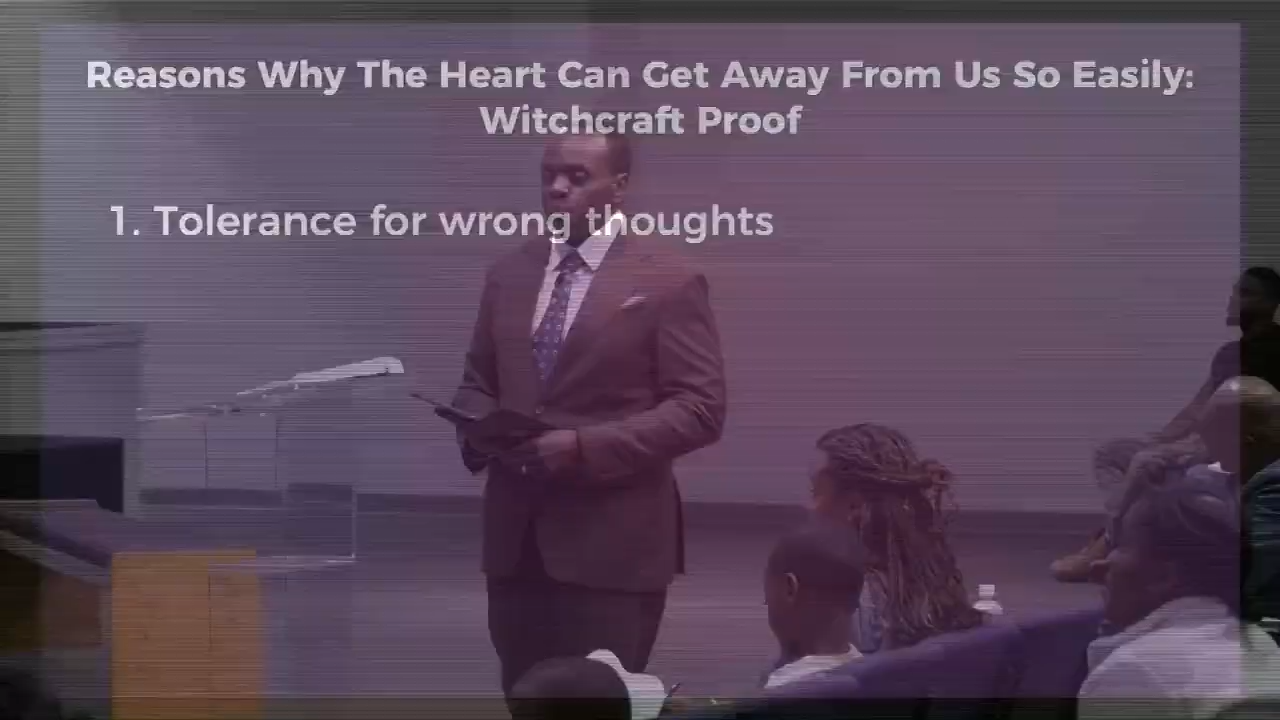 Reasons Why The Heart Can Get Away From Us So Easily:
Witchcraft Proof
1. Tolerance for wrong thoughts